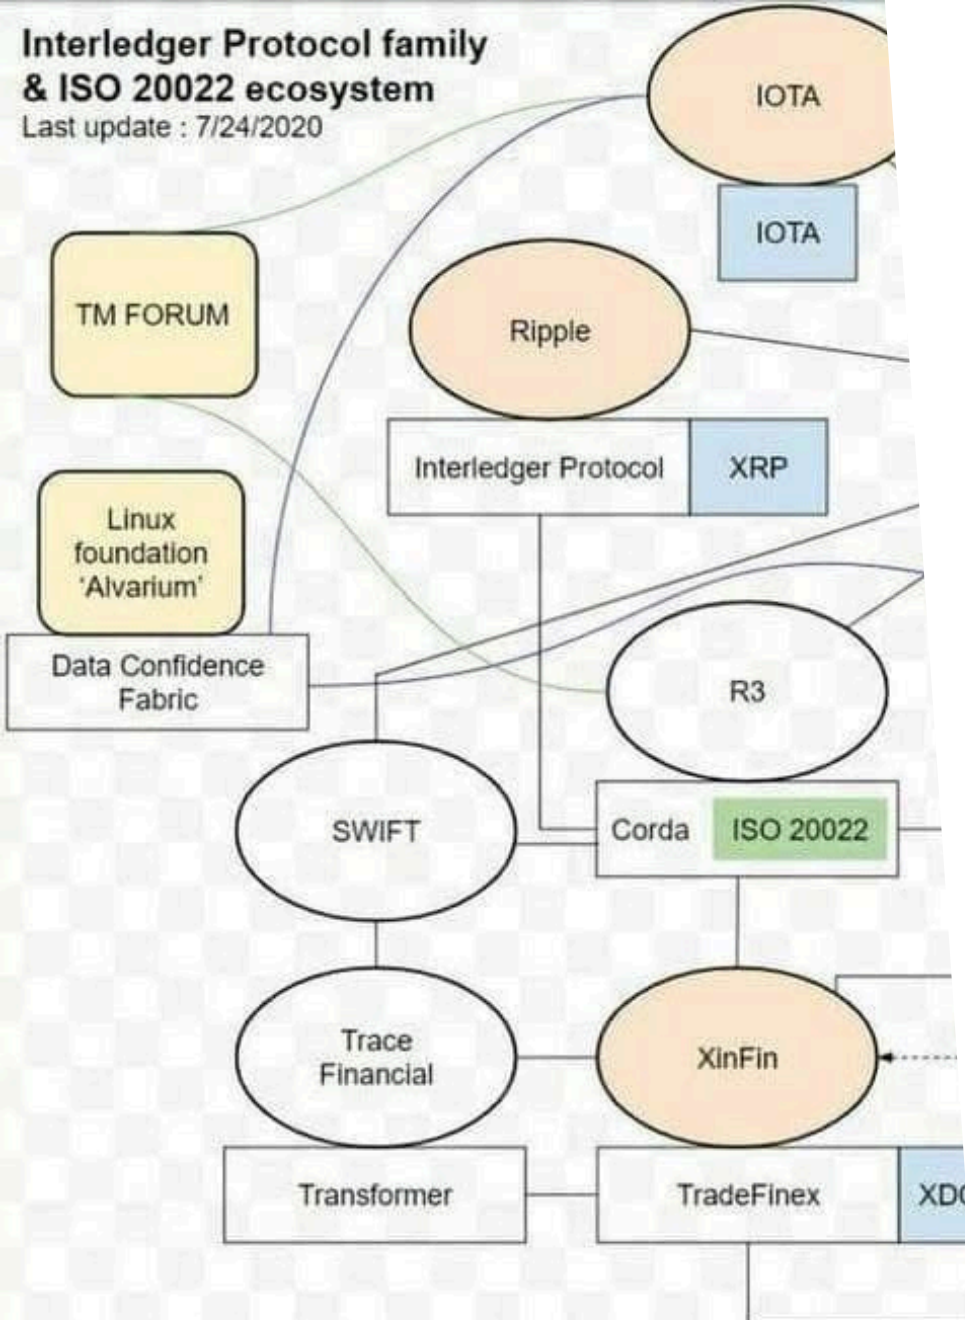 Interledger Protocol family
& ISO 20022 ecosystem
Last update : 7/24/2020
IOTA
IOTA
TM FORUM
Ripple
Interledger Protocol
XRP
Linux
foundation
'Alvarium'
Data Confidence
Fabric
R3
SWIFT
Corda
ISO 20022
Trace
Financial
XinFin
Transformer
TradeFinex